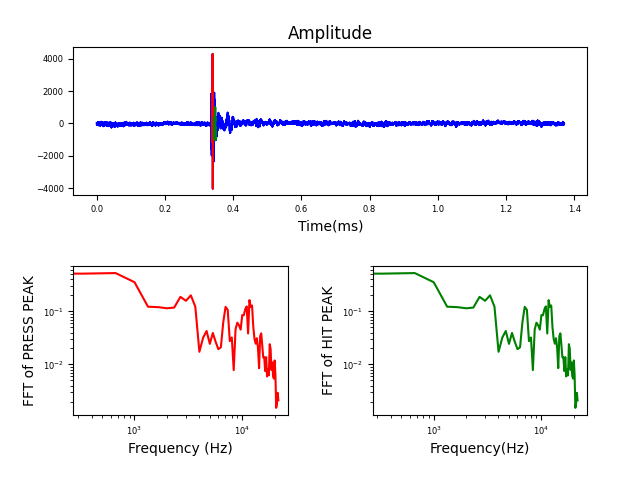 Amplitude
4000
2000
0
−2000
−4000
0.0 0.2 0.4 0.6 0.8 1.0 1.2 1.4
Time(ms)
FFT of PRESS PEAK
10⁻¹
10⁻²
10³ 10⁴
Frequency (Hz)
FFT of HIT PEAK
10⁻¹
10⁻²
10³ 10⁴
Frequency(Hz)